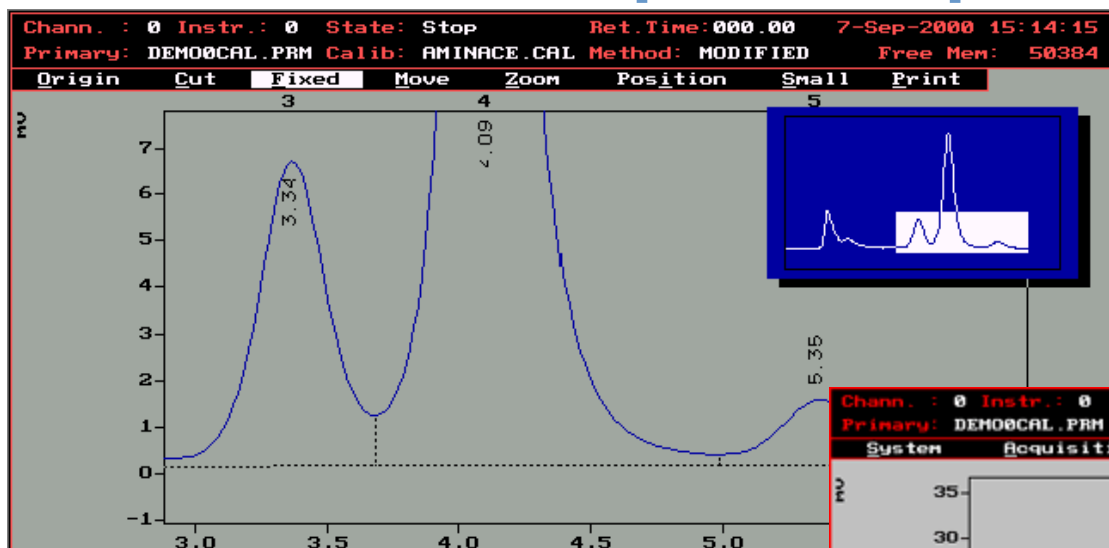 Chann. : 0 Instr.: 0 State: Stop Ret.Time:000.00 7-Sep-2000 15:14:15
Primary: DEMO0CAL.PRM Calib: AMINACE.CAL Method: MODIFIED Free Mem: 50384
Origin Cut Fixed Move Zoom Position Small Print
3 4 5
mV
7
6
5
4
3
2
1
0
-1
3.34
4.09
5.35
3.0 3.5 4.0 4.5 5.0
Chann. : 0 Instr.: 0
Primary: DEMO0CAL.PRM
System Acquisiti
mV
35
30